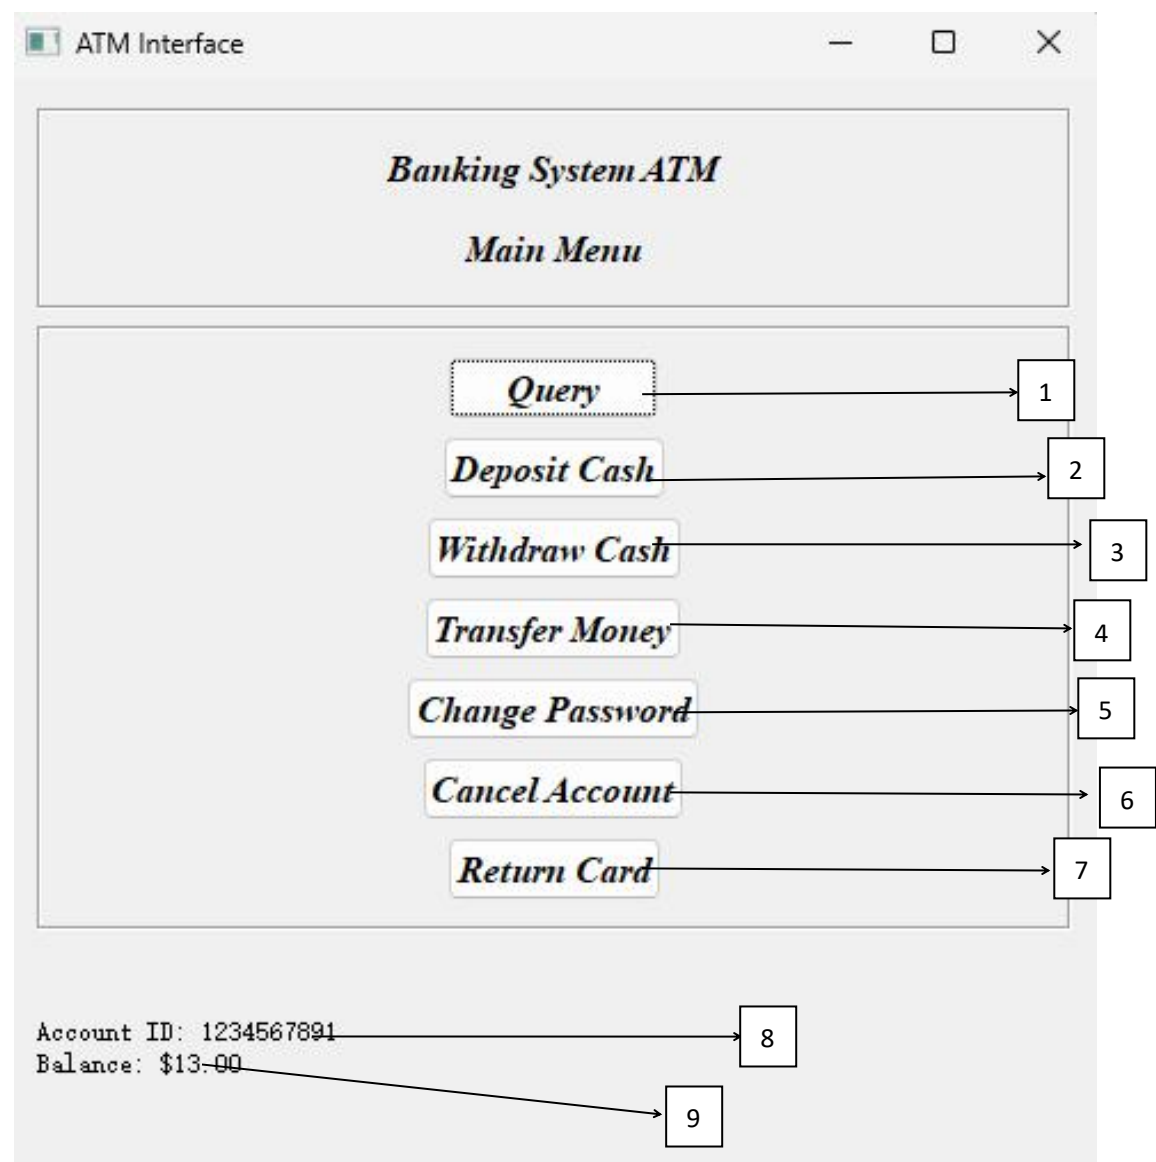 ATM Interface
Banking System ATM
Main Menu
Query
1
Deposit Cash
2
Withdraw Cash
3
Transfer Money
4
Change Password
5
Cancel Account
6
Return Card
7
Account ID: 1234567891
8
Balance: $13.00
9